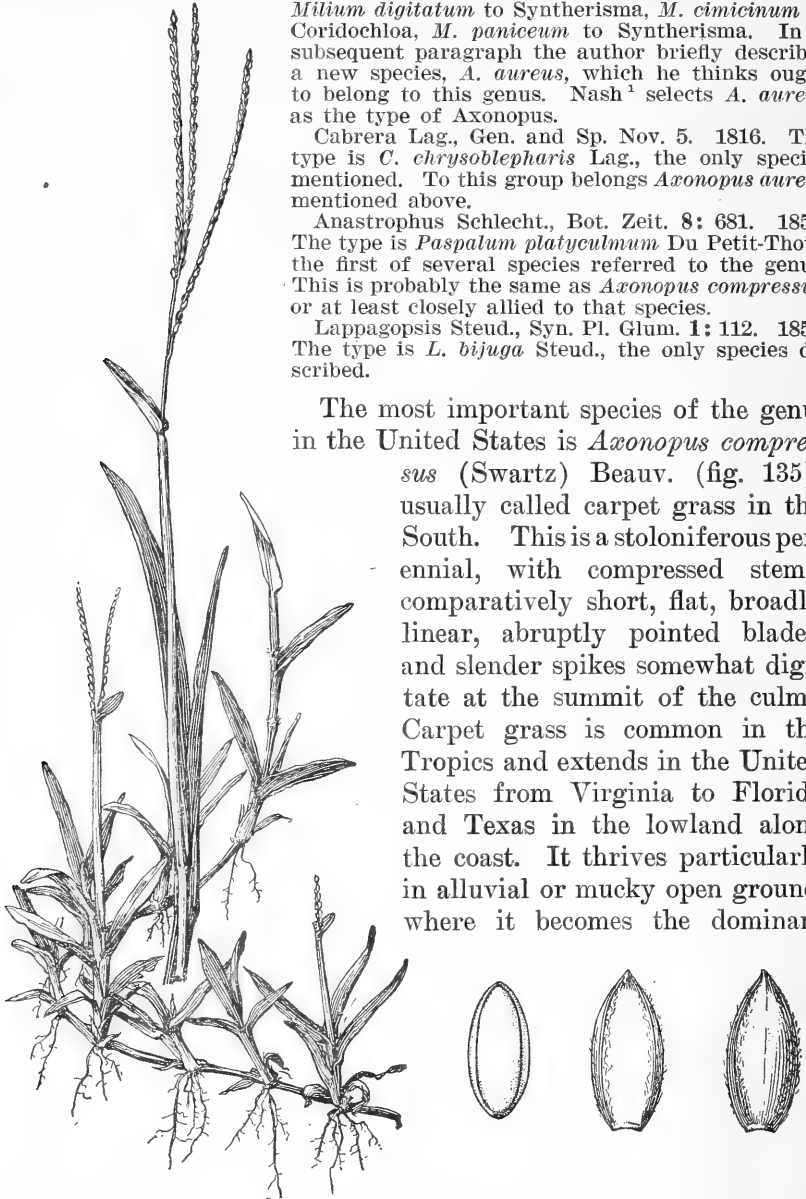 Milium digitatum to Syntherisma, M. cimicinum
Coridochloa, M. paniceum to Syntherisma. In
subsequent paragraph the author briefly describ
a new species, A. aureus, which he thinks oug
to belong to this genus. Nash¹ selects A. aure
as the type of Axonopus.
Cabrera Lag., Gen. and Sp. Nov. 5. 1816. Th
type is C. chrysoblepharis Lag., the only speci
mentioned. To this group belongs Axonopus aure
mentioned above.
Anastrophus Schlecht., Bot. Zeit. 8: 681. 185
The type is Paspalum platyculmum Du Petit-Thou
the first of several species referred to the genu
This is probably the same as Axonopus compressu
or at least closely allied to that species.
Lappagopsis Steud., Syn. Pl. Glum. 1: 112. 185
The type is L. bijuga Steud., the only species d
scribed.
The most important species of the genu
in the United States is Axonopus compre
sus (Swartz) Beauv. (fig. 135)
usually called carpet grass in th
South. This is a stoloniferous per
ennial, with compressed stem
comparatively short, flat, broadl
linear, abruptly pointed blade
and slender spikes somewhat digi
tate at the summit of the culm
Carpet grass is common in th
Tropics and extends in the Unite
States from Virginia to Florid
and Texas in the lowland alon
the coast. It thrives particularl
in alluvial or mucky open ground
where it becomes the dominan